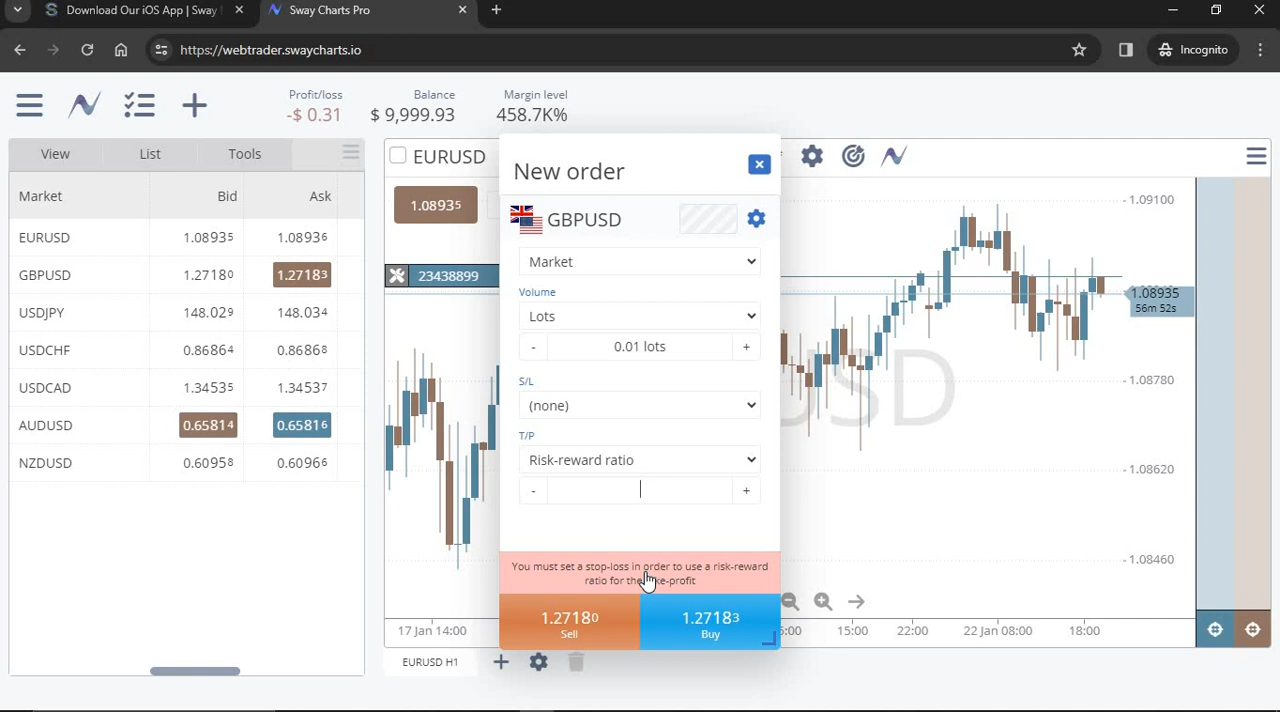 Download Our iOS App | Sway
Sway Charts Pro
https://webtrader.swaycharts.io
Incognito
Profit/loss
-$ 0.31
Balance
$ 9,999.93
Margin level
458.7K%
View List Tools
Market Bid Ask
EURUSD 1.08935 1.08936
GBPUSD 1.27180 1.27183
USDJPY 148.029 148.034
USDCHF 0.86864 0.86868
USDCAD 1.34535 1.34537
AUDUSD 0.65814 0.65816
NZDUSD 0.60958 0.60966
EURUSD
1.08935
23438899
New order
GBPUSD
Market
Volume
Lots
- 0.01 lots +
S/L
(none)
T/P
Risk-reward ratio
- +
You must set a stop-loss in order to use a risk-reward
ratio for the take-profit
1.27180
Sell
1.27183
Buy
1.09100
1.08935
56m 52s
1.08780
1.08620
1.08460
17 Jan 14:00
15:00 22:00 22 Jan 08:00 18:00
EURUSD H1